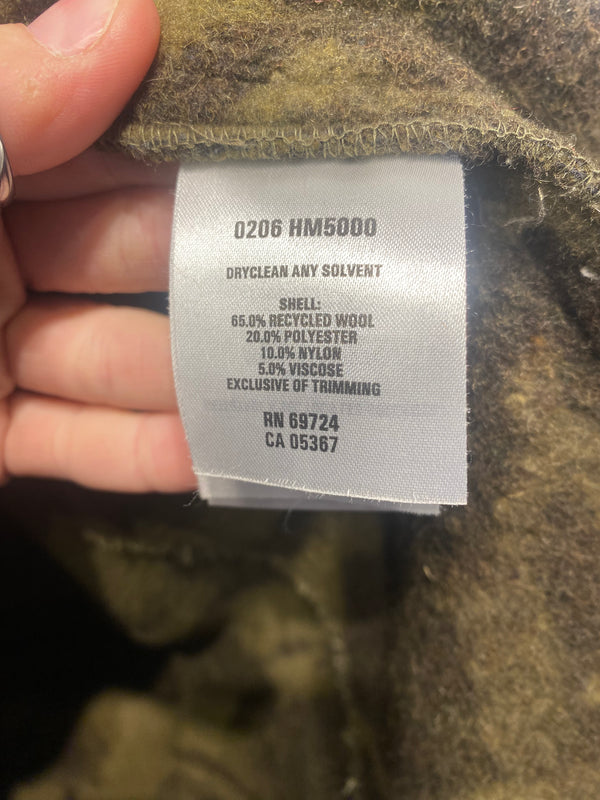 0206 HM5000
DRYCLEAN ANY SOLVENT
SHELL:
65.0% RECYCLED WOOL
20.0% POLYESTER
10.0% NYLON
5.0% VISCOSE
EXCLUSIVE OF TRIMMING
RN 69724
CA 05367